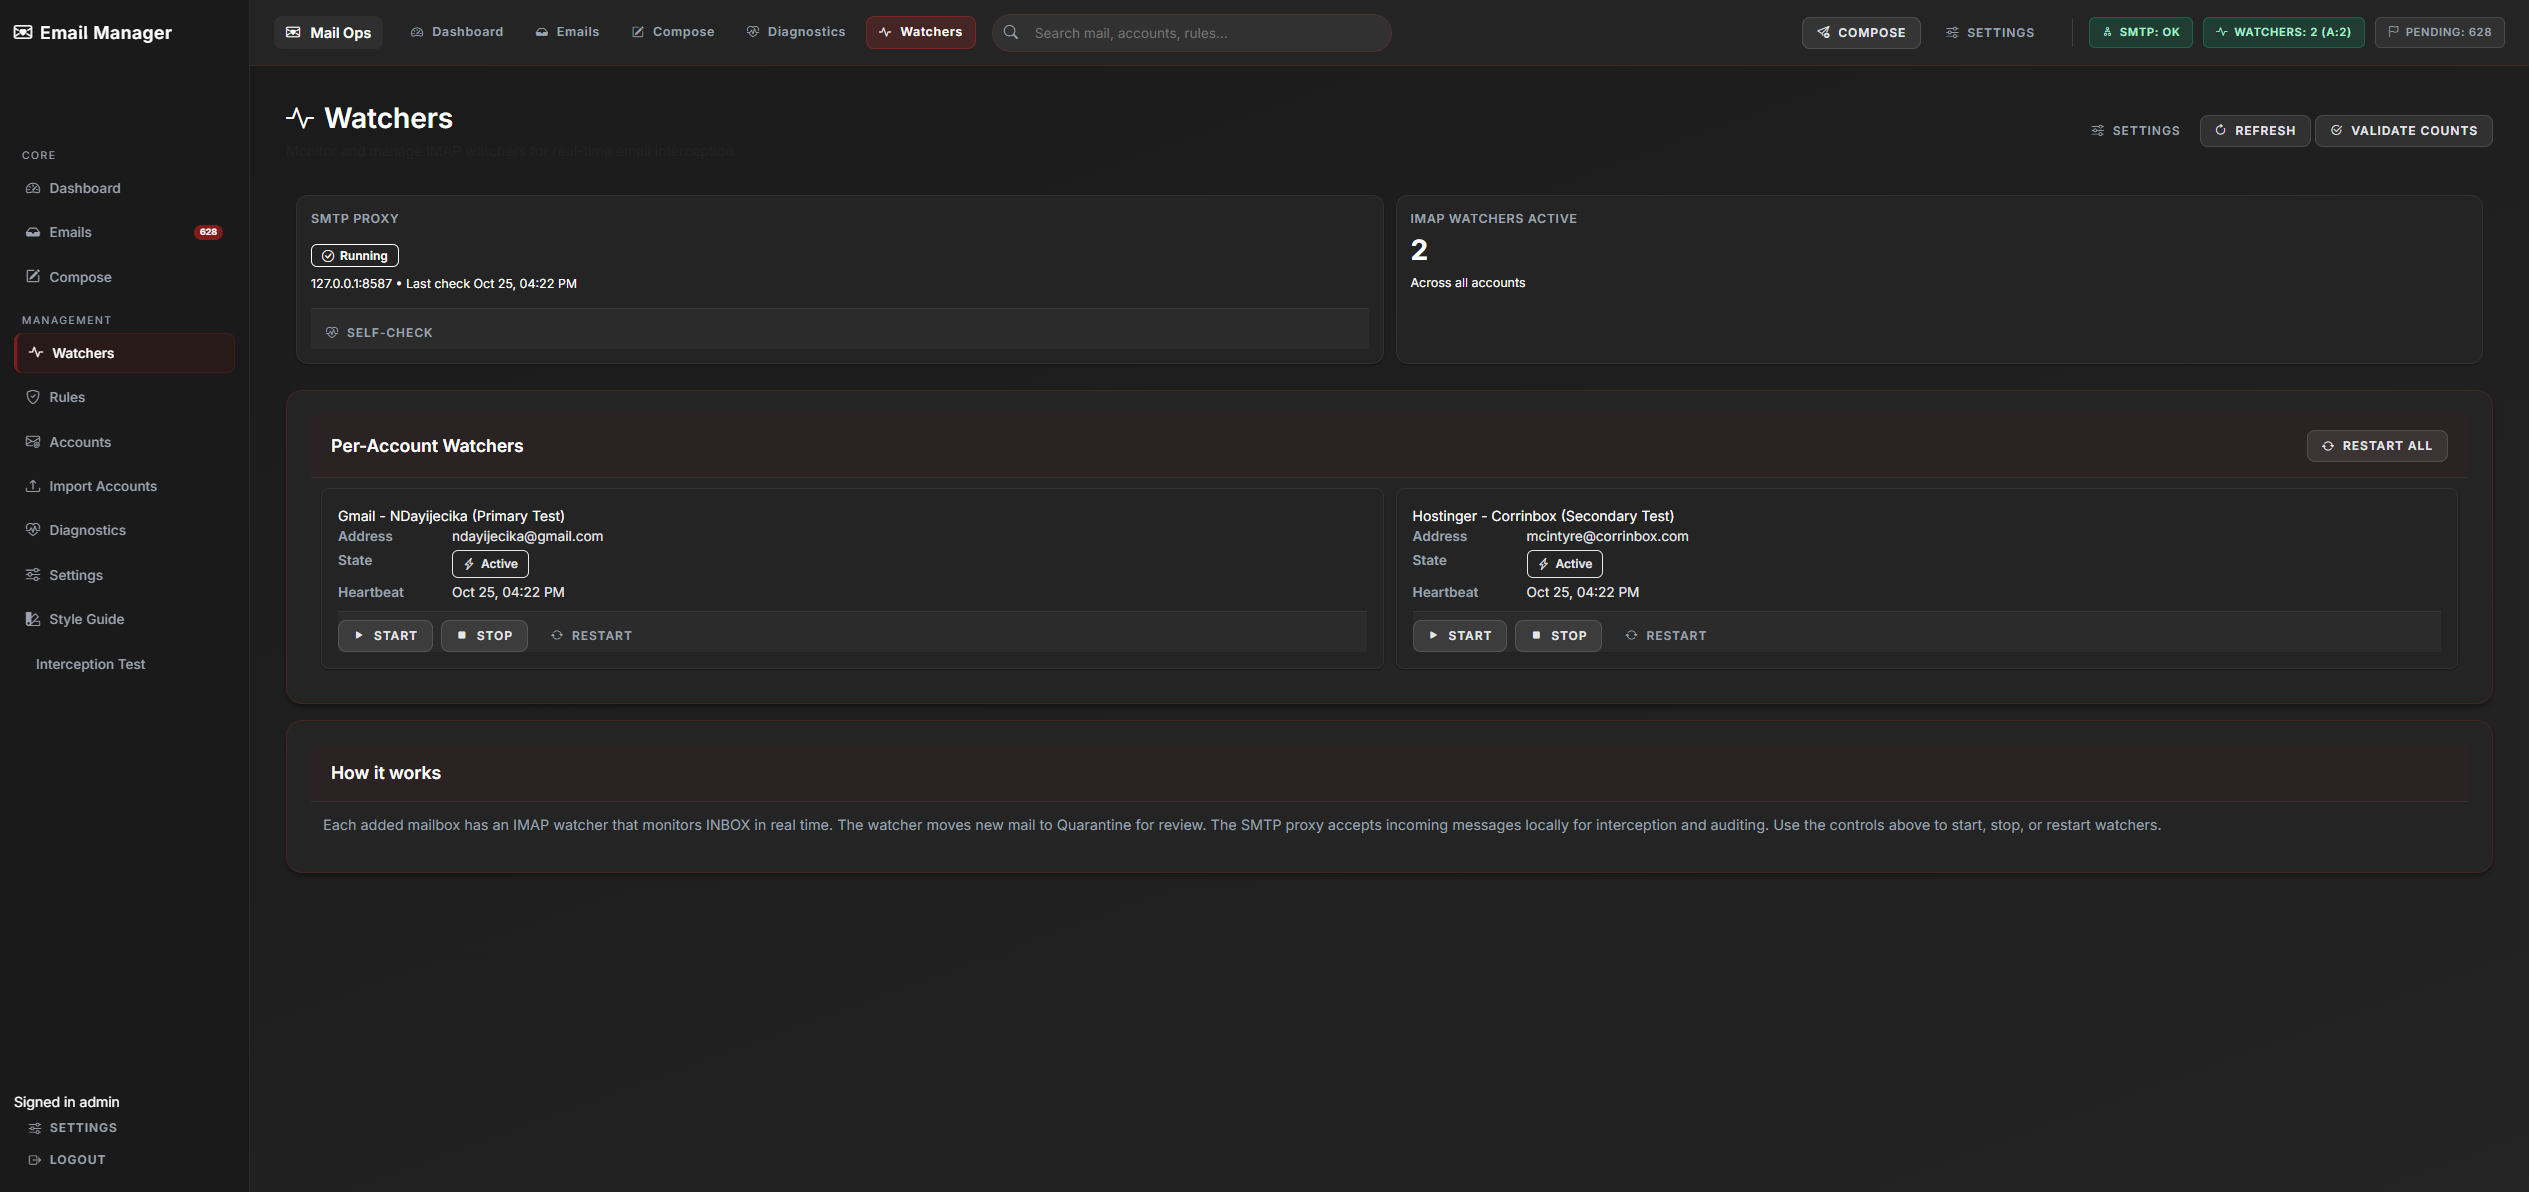 Email Manager
Mail Ops
Dashboard
Emails
Compose
Diagnostics
Watchers
Search mail, accounts, rules...
COMPOSE
SETTINGS
SMTP: OK
WATCHERS: 2 (A:2)
PENDING: 628
CORE
Dashboard
Emails
628
Compose
MANAGEMENT
Watchers
Rules
Accounts
Import Accounts
Diagnostics
Settings
Style Guide
Interception Test
Signed in admin
SETTINGS
LOGOUT
Watchers
Monitor and manage IMAP watchers for real-time email interception
SETTINGS
REFRESH
VALIDATE COUNTS
SMTP PROXY
Running
127.0.0.1:8587 • Last check Oct 25, 04:22 PM
SELF-CHECK
IMAP WATCHERS ACTIVE
2
Across all accounts
Per-Account Watchers
RESTART ALL
Gmail - NDayijecika (Primary Test)
Address ndayijecika@gmail.com
State Active
Heartbeat Oct 25, 04:22 PM
START STOP RESTART
Hostinger - Corrinbox (Secondary Test)
Address mcintyre@corrinbox.com
State Active
Heartbeat Oct 25, 04:22 PM
START STOP RESTART
How it works
Each added mailbox has an IMAP watcher that monitors INBOX in real time. The watcher moves new mail to Quarantine for review. The SMTP proxy accepts incoming messages locally for interception and auditing. Use the controls above to start, stop, or restart watchers.